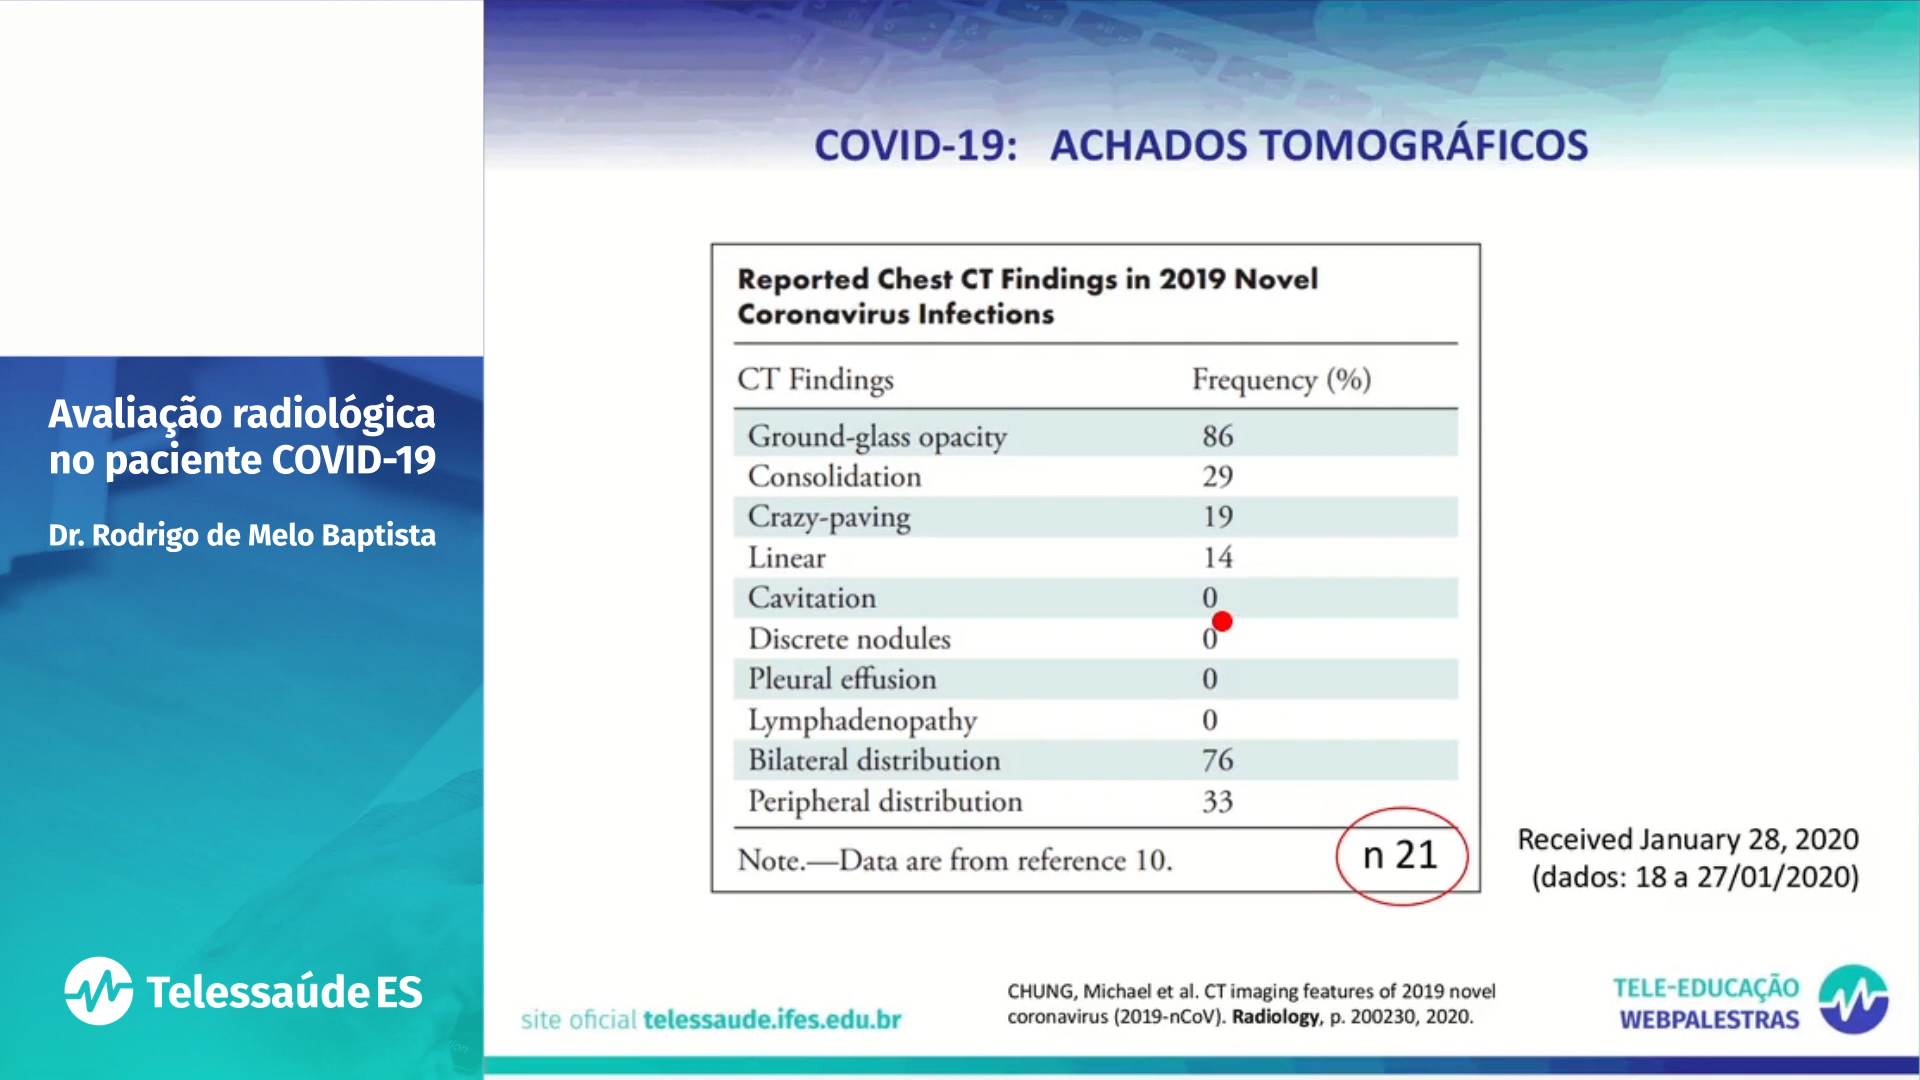 COVID-19: ACHADOS TOMOGRÁFICOS
Reported Chest CT Findings in 2019 Novel
Coronavirus Infections
CT Findings Frequency (%)
Ground-glass opacity 86
Consolidation 29
Crazy-paving 19
Linear 14
Cavitation 0
Discrete nodules 0
Pleural effusion 0
Lymphadenopathy 0
Bilateral distribution 76
Peripheral distribution 33
Note.—Data are from reference 10.
n 21
Received January 28, 2020
(dados: 18 a 27/01/2020)
Avaliação radiológica
no paciente COVID-19
Dr. Rodrigo de Melo Baptista
Telessaúde ES
site oficial telessaude.ifes.edu.br
CHUNG, Michael et al. CT imaging features of 2019 novel
coronavirus (2019-nCoV). Radiology, p. 200230, 2020.
TELE-EDUCAÇÃO
WEBPALESTRAS